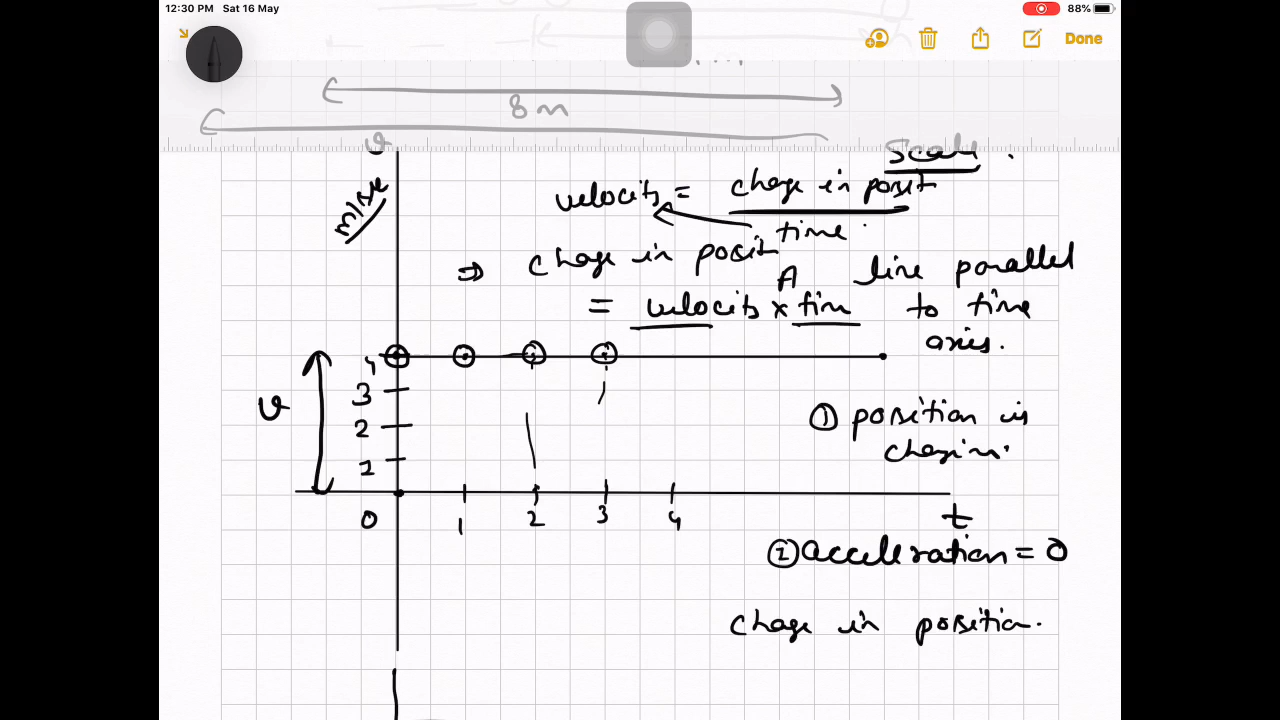 12:30 PM Sat 16 May
88%
Done
8 m
Scale.
m/sec
velocity = change in posit
time.
⇒ change in posit
= velocity x tim
A line parallel
to time
axis.
4
3
2
1
v
① position is
changing.
0 1 2 3 4 t
② acceleration = 0
change in position.